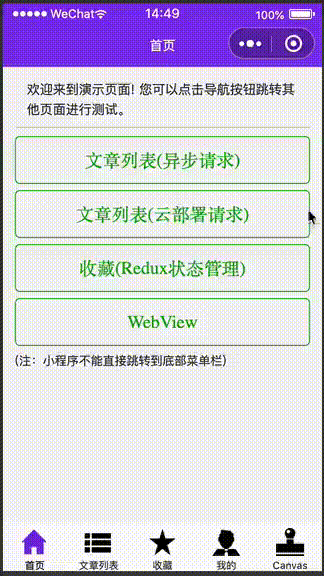 ●●●●● WeChat 14:49 100%
首页
欢迎来到演示页面! 您可以点击导航按钮跳转其
他页面进行测试。
文章列表(异步请求)
文章列表(云部署请求)
收藏(Redux状态管理)
WebView
(注：小程序不能直接跳转到底部菜单栏)
首页 文章列表 收藏 我的 Canvas